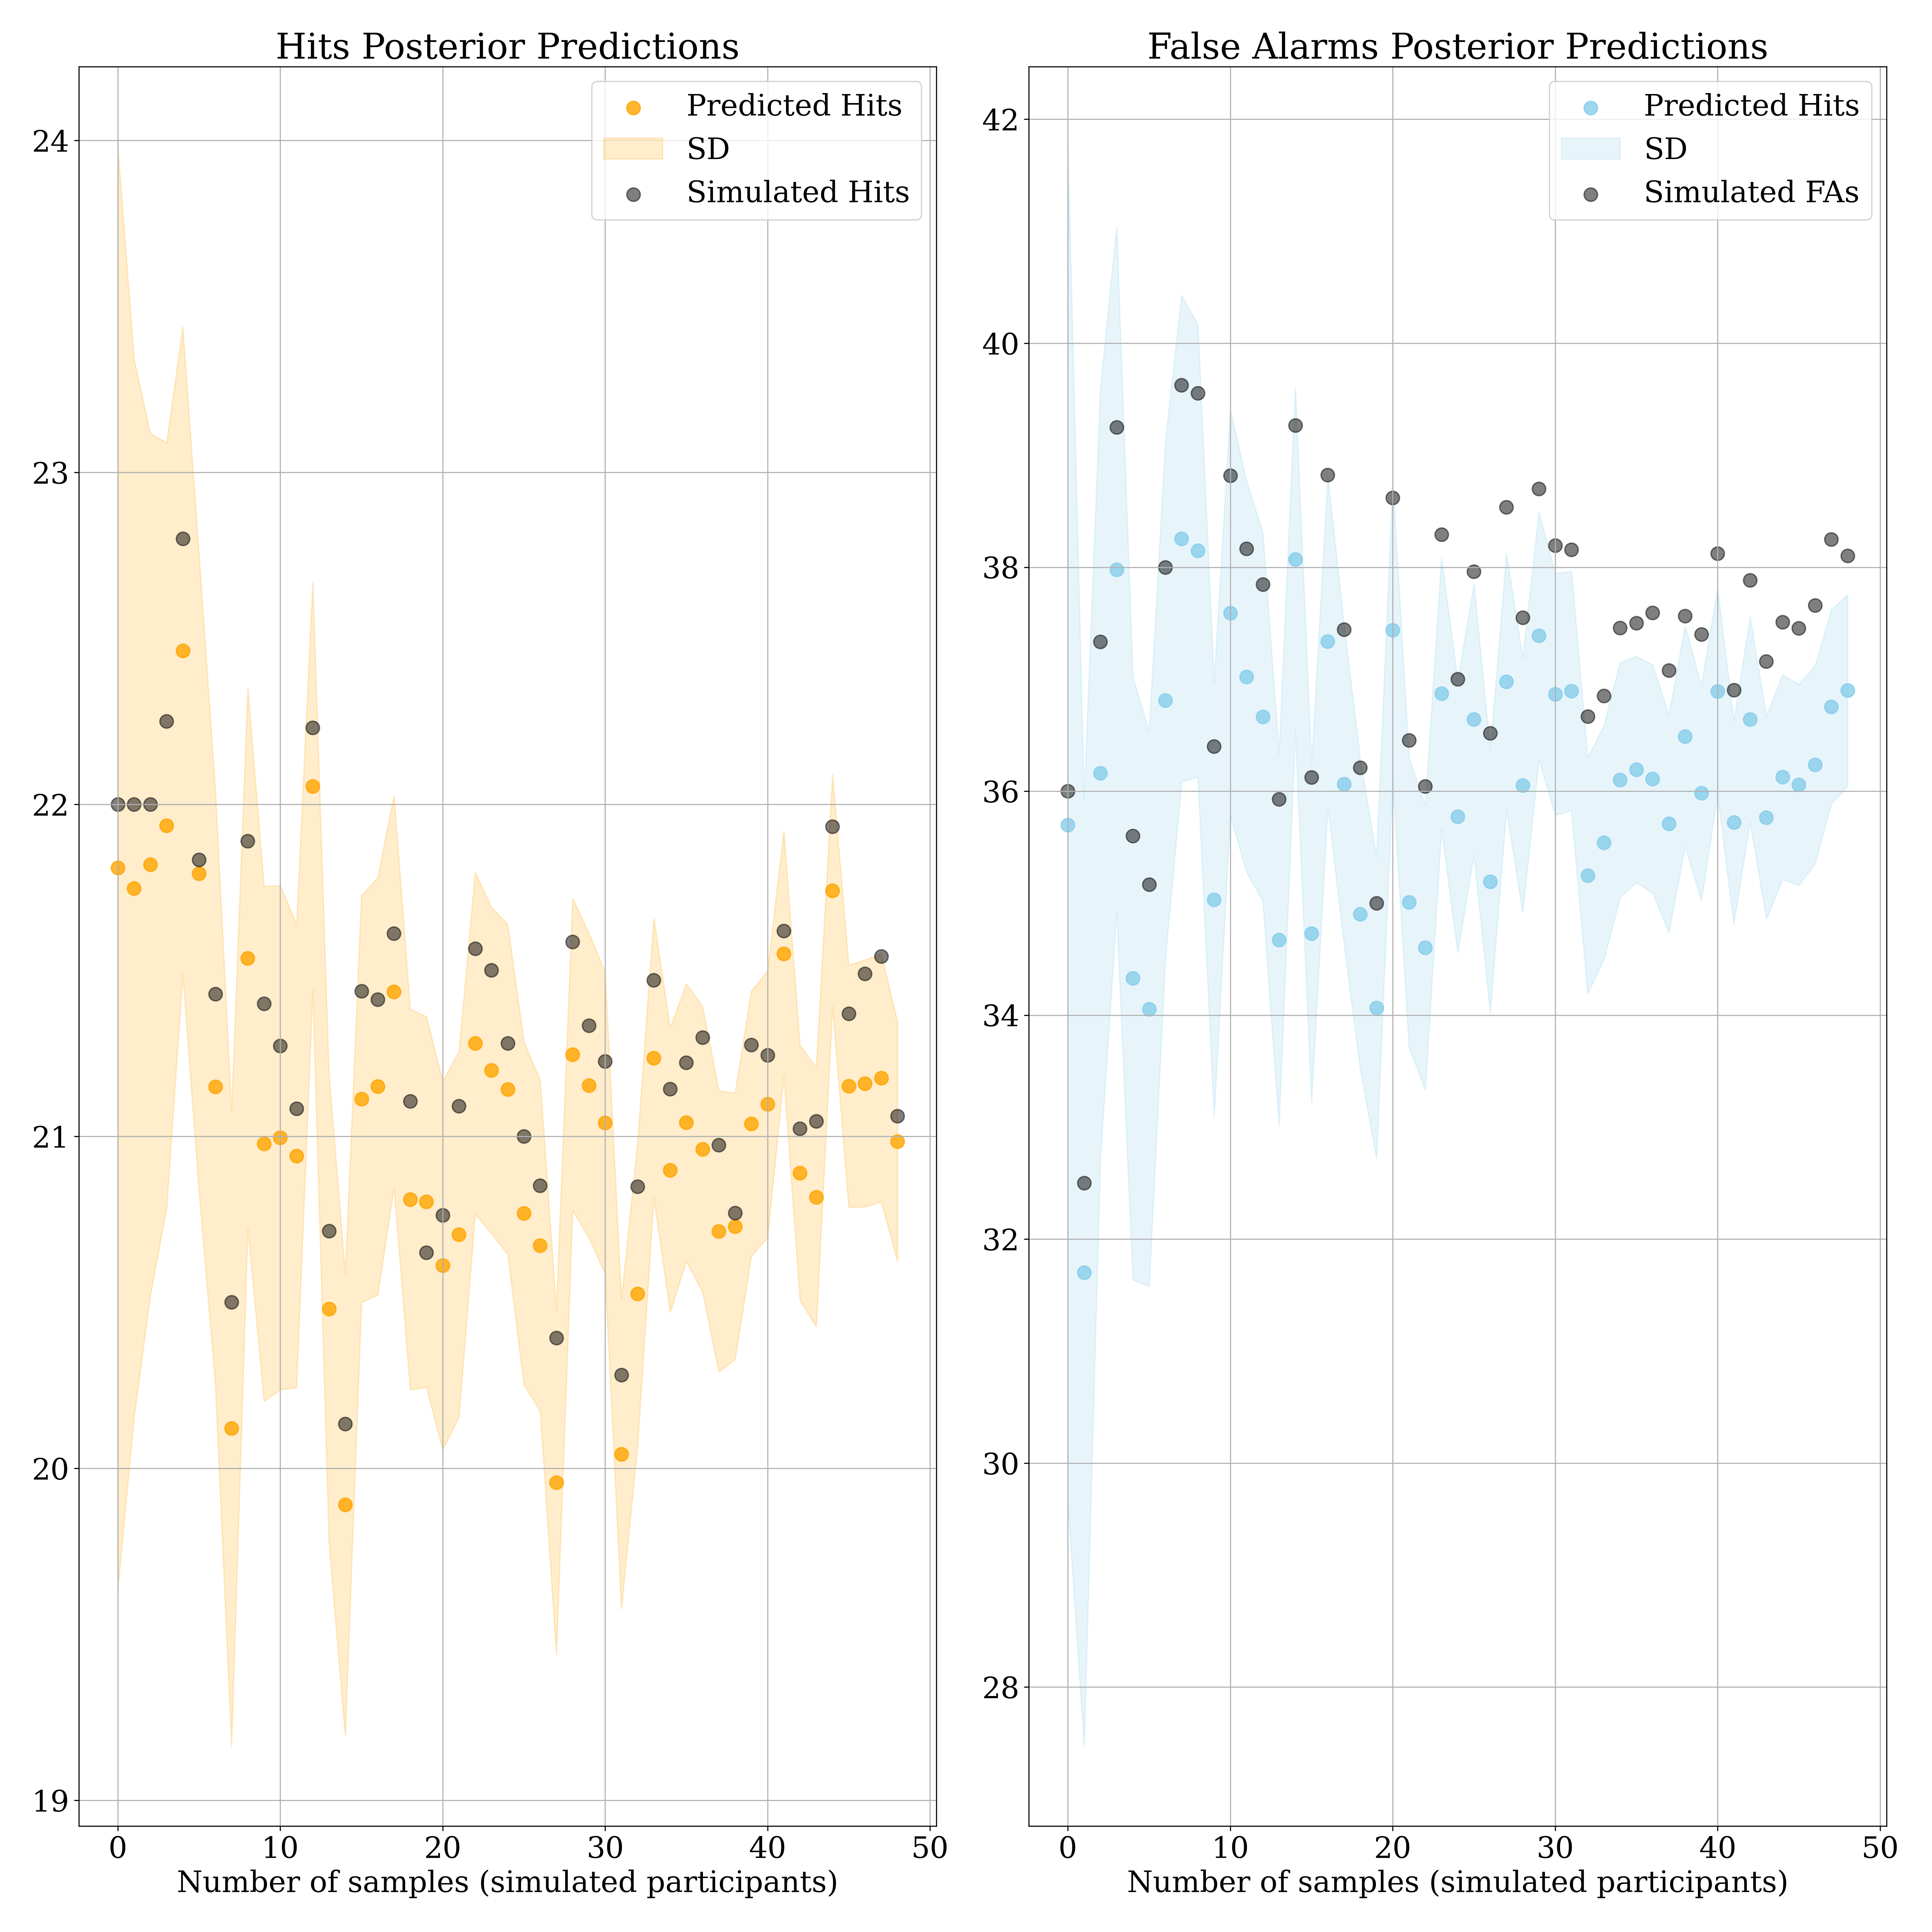 Hits Posterior Predictions
Predicted Hits
SD
Simulated Hits
24
23
22
21
20
19
0 10 20 30 40 50
Number of samples (simulated participants)
False Alarms Posterior Predictions
Predicted Hits
SD
Simulated FAs
42
40
38
36
34
32
30
28
0 10 20 30 40 50
Number of samples (simulated participants)